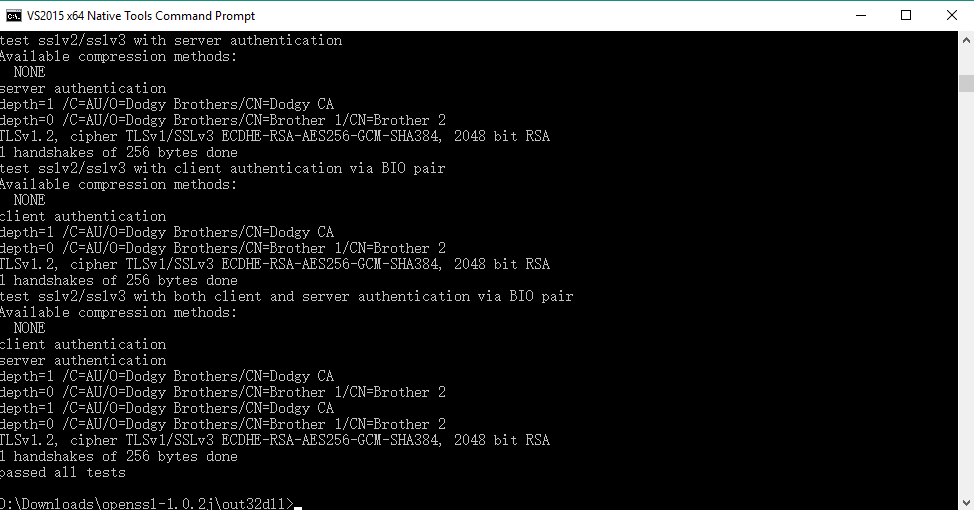 VS2015 x64 Native Tools Command Prompt
test sslv2/sslv3 with server authentication
Available compression methods:
NONE
server authentication
depth=1 /C=AU/O=Dodgy Brothers/CN=Dodgy CA
depth=0 /C=AU/O=Dodgy Brothers/CN=Brother 1/CN=Brother 2
TLSv1.2, cipher TLSv1/SSLv3 ECDHE-RSA-AES256-GCM-SHA384, 2048 bit RSA
1 handshakes of 256 bytes done
test sslv2/sslv3 with client authentication via BIO pair
Available compression methods:
NONE
client authentication
depth=1 /C=AU/O=Dodgy Brothers/CN=Dodgy CA
depth=0 /C=AU/O=Dodgy Brothers/CN=Brother 1/CN=Brother 2
TLSv1.2, cipher TLSv1/SSLv3 ECDHE-RSA-AES256-GCM-SHA384, 2048 bit RSA
1 handshakes of 256 bytes done
test sslv2/sslv3 with both client and server authentication via BIO pair
Available compression methods:
NONE
client authentication
server authentication
depth=1 /C=AU/O=Dodgy Brothers/CN=Dodgy CA
depth=0 /C=AU/O=Dodgy Brothers/CN=Brother 1/CN=Brother 2
depth=1 /C=AU/O=Dodgy Brothers/CN=Dodgy CA
depth=0 /C=AU/O=Dodgy Brothers/CN=Brother 1/CN=Brother 2
TLSv1.2, cipher TLSv1/SSLv3 ECDHE-RSA-AES256-GCM-SHA384, 2048 bit RSA
1 handshakes of 256 bytes done
passed all tests
D:\Downloads\openssl-1.0.2j\out32dll>